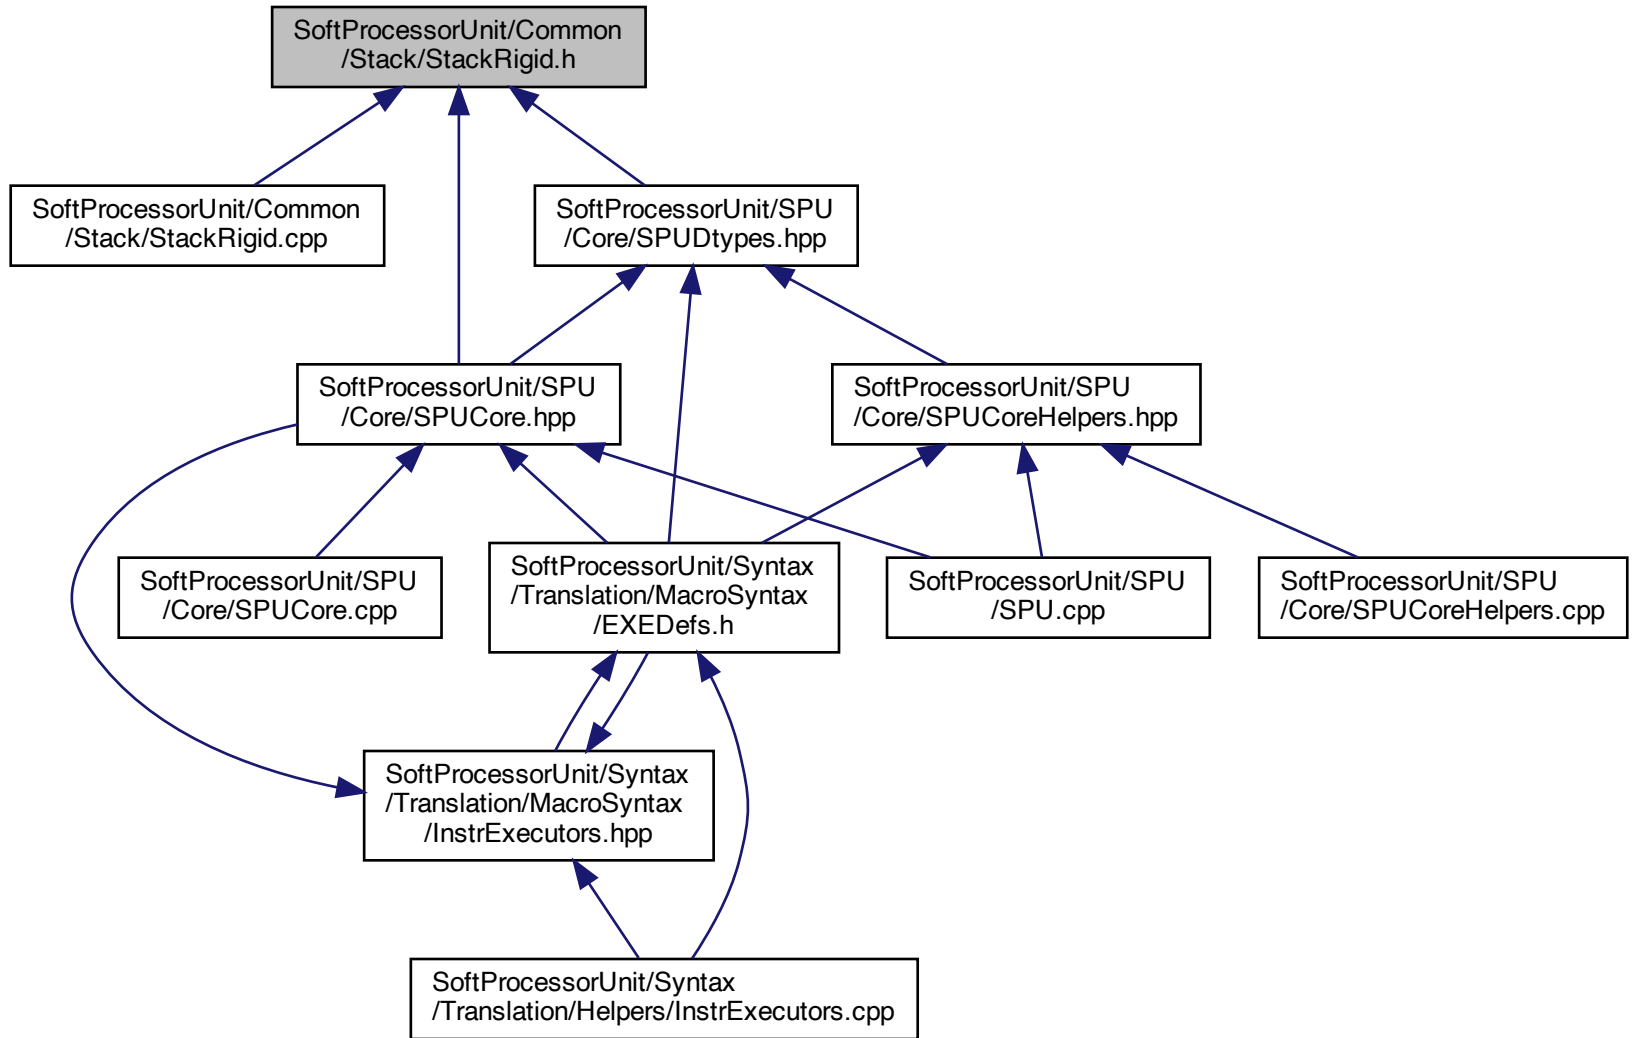 SoftProcessorUnit/Common
/Stack/StackRigid.h
SoftProcessorUnit/Common
/Stack/StackRigid.cpp
SoftProcessorUnit/SPU
/Core/SPUDtypes.hpp
SoftProcessorUnit/SPU
/Core/SPUCore.hpp
SoftProcessorUnit/SPU
/Core/SPUCoreHelpers.hpp
SoftProcessorUnit/SPU
/Core/SPUCore.cpp
SoftProcessorUnit/Syntax
/Translation/MacroSyntax
/EXEDefs.h
SoftProcessorUnit/SPU
/SPU.cpp
SoftProcessorUnit/SPU
/Core/SPUCoreHelpers.cpp
SoftProcessorUnit/Syntax
/Translation/MacroSyntax
/InstrExecutors.hpp
SoftProcessorUnit/Syntax
/Translation/Helpers/InstrExecutors.cpp